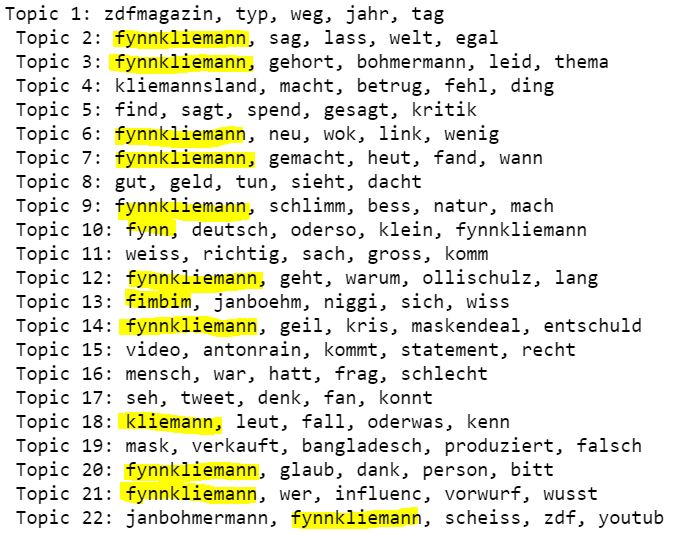 Topic 1: zdfmagazin, typ, weg, jahr, tag
Topic 2: fynnkliemann, sag, lass, welt, egal
Topic 3: fynnkliemann, gehort, bohmermann, leid, thema
Topic 4: kliemannsland, macht, betrug, fehl, ding
Topic 5: find, sagt, spend, gesagt, kritik
Topic 6: fynnkliemann, neu, wok, link, wenig
Topic 7: fynnkliemann, gemacht, heut, fand, wann
Topic 8: gut, geld, tun, sieht, dacht
Topic 9: fynnkliemann, schlimm, bess, natur, mach
Topic 10: fynn, deutsch, oderso, klein, fynnkliemann
Topic 11: weiss, richtig, sach, gross, komm
Topic 12: fynnkliemann, geht, warum, ollischulz, lang
Topic 13: fimbim, janboehm, niggi, sich, wiss
Topic 14: fynnkliemann, geil, kris, maskendeal, entschuld
Topic 15: video, antonrain, kommt, statement, recht
Topic 16: mensch, war, hatt, frag, schlecht
Topic 17: seh, tweet, denk, fan, konnt
Topic 18: kliemann, leut, fall, oderwas, kenn
Topic 19: mask, verkauft, bangladesch, produziert, falsch
Topic 20: fynnkliemann, glaub, dank, person, bitt
Topic 21: fynnkliemann, wer, influenc, vorwurf, wusst
Topic 22: janbohmermann, fynnkliemann, scheiss, zdf, youtub